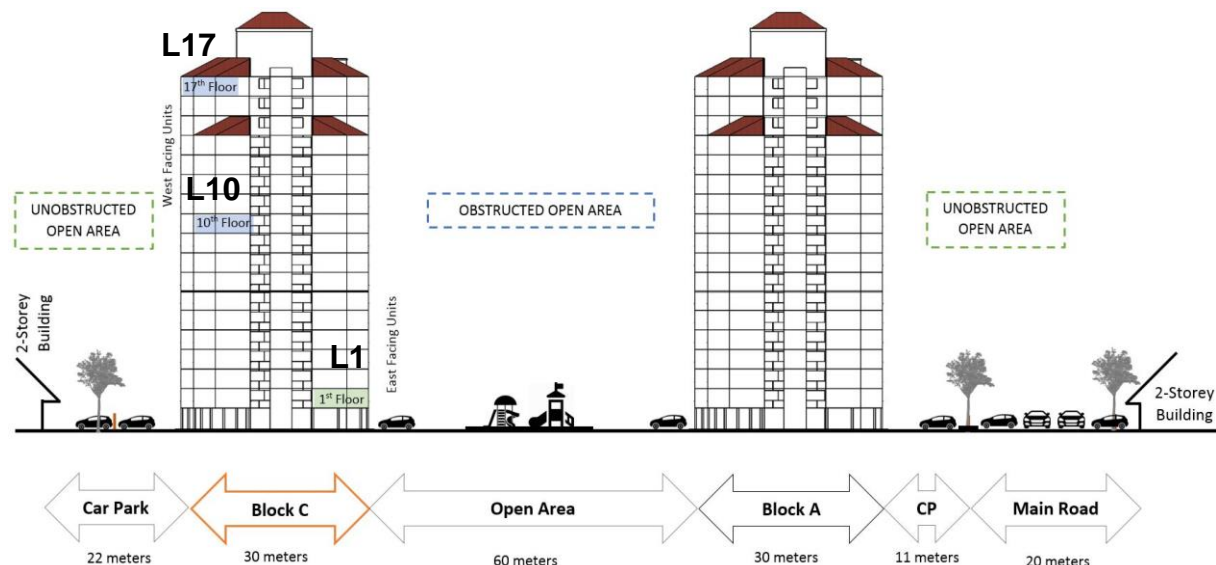 L17
17th Floor
West Facing Units
L10
10th Floor
UNOBSTRUCTED
OPEN AREA
OBSTRUCTED OPEN AREA
UNOBSTRUCTED
OPEN AREA
2-Storey
Building
L1
1st Floor
East Facing Units
2-Storey
Building
Car Park
Block C
Open Area
Block A
CP
Main Road
22 meters
30 meters
60 meters
30 meters
11 meters
20 meters